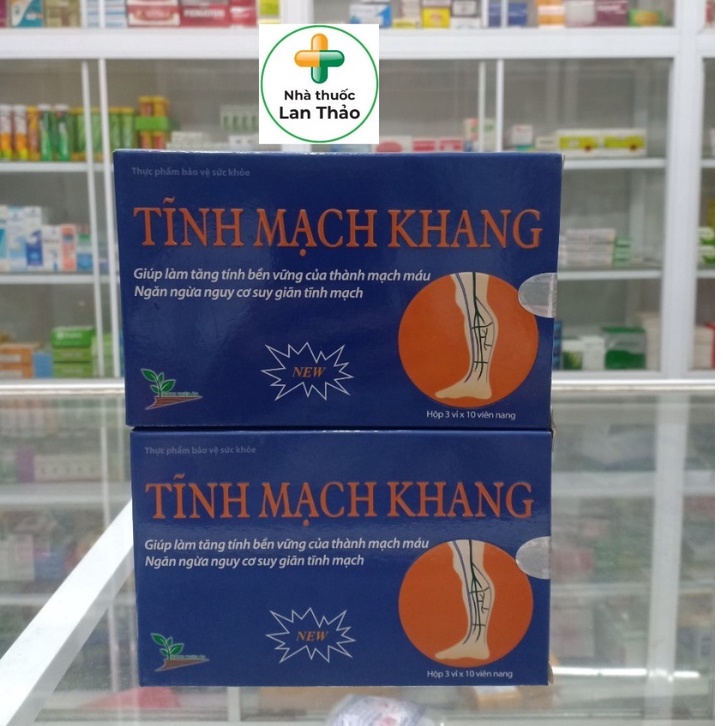 Nhà thuốc
Lan Thảo
Thực phẩm bảo vệ sức khỏe
TĨNH MẠCH KHANG
Giúp làm tăng tính bền vững của thành mạch máu
Ngăn ngừa nguy cơ suy giãn tĩnh mạch
NEW
Hộp 3 vỉ x 10 viên nang
Thực phẩm bảo vệ sức khỏe
TĨNH MẠCH KHANG
Giúp làm tăng tính bền vững của thành mạch máu
Ngăn ngừa nguy cơ suy giãn tĩnh mạch
NEW
Hộp 3 vỉ x 10 viên nang